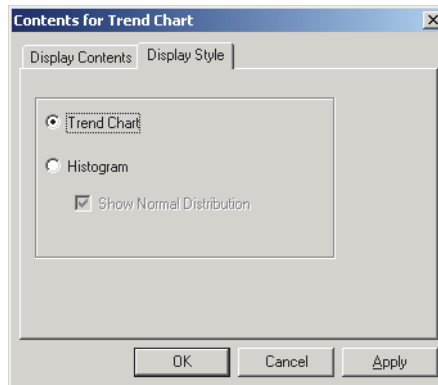 Contents for Trend Chart
Display Contents Display Style
Trend Chart
Histogram
Show Normal Distribution
OK Cancel Apply